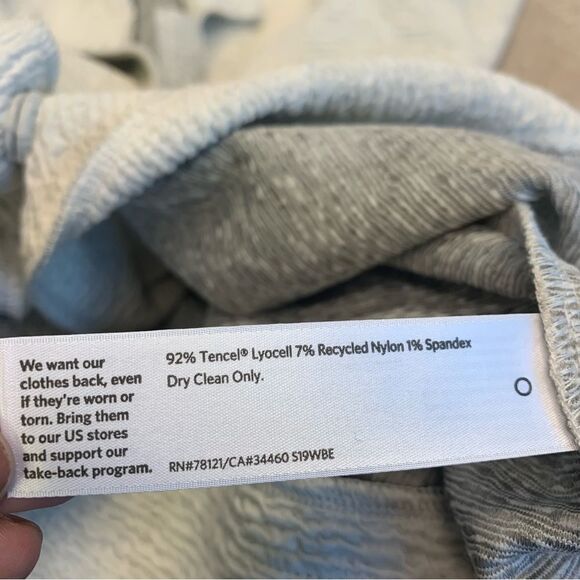 We want our
clothes back, even
if they're worn or
torn. Bring them
to our US stores
and support our
take-back program.
92% Tencel® Lyocell 7% Recycled Nylon 1% Spandex
Dry Clean Only.
RN#78121/CA#34460 S19WBE